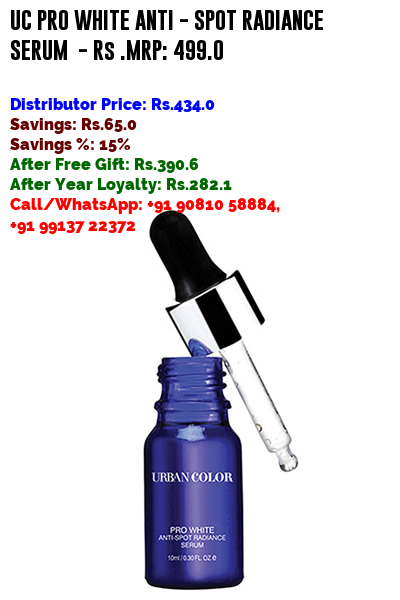 UC PRO WHITE ANTI - SPOT RADIANCE
SERUM - Rs .MRP: 499.0
Distributor Price: Rs.434.0
Savings: Rs.65.0
Savings %: 15%
After Free Gift: Rs.390.6
After Year Loyalty: Rs.282.1
Call/WhatsApp: +91 90810 58884,
+91 99137 22372
URBAN COLOR
PRO WHITE
ANTI-SPOT RADIANCE
SERUM
10ml / 0.30 FL. OZ. e